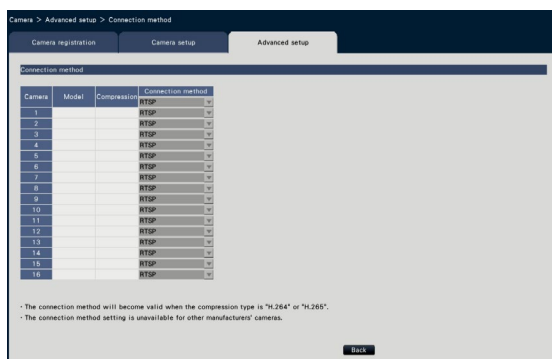 Camera > Advanced setup > Connection method
Camera registration Camera setup Advanced setup
Connection method
Camera Model Compression Connection method
RTSP
1 RTSP
2 RTSP
3 RTSP
4 RTSP
5 RTSP
6 RTSP
7 RTSP
8 RTSP
9 RTSP
10 RTSP
11 RTSP
12 RTSP
13 RTSP
14 RTSP
15 RTSP
16 RTSP
· The connection method will become valid when the compression type is "H.264" or "H.265".
· The connection method setting is unavailable for other manufacturers' cameras.
Back